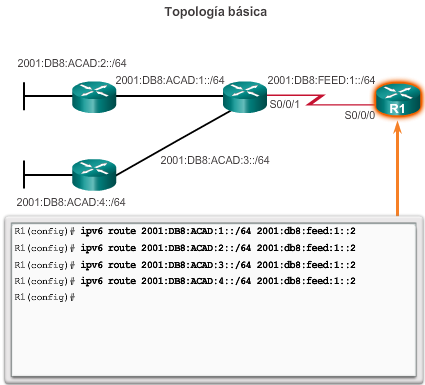 Topología básica
2001:DB8:ACAD:2::/64
2001:DB8:ACAD:1::/64
2001:DB8:FEED:1::/64
S0/0/1
R1
S0/0/0
2001:DB8:ACAD:3::/64
2001:DB8:ACAD:4::/64
R1(config)# ipv6 route 2001:DB8:ACAD:1::/64 2001:db8:feed:1::2
R1(config)# ipv6 route 2001:DB8:ACAD:2::/64 2001:db8:feed:1::2
R1(config)# ipv6 route 2001:DB8:ACAD:3::/64 2001:db8:feed:1::2
R1(config)# ipv6 route 2001:DB8:ACAD:4::/64 2001:db8:feed:1::2
R1(config)#